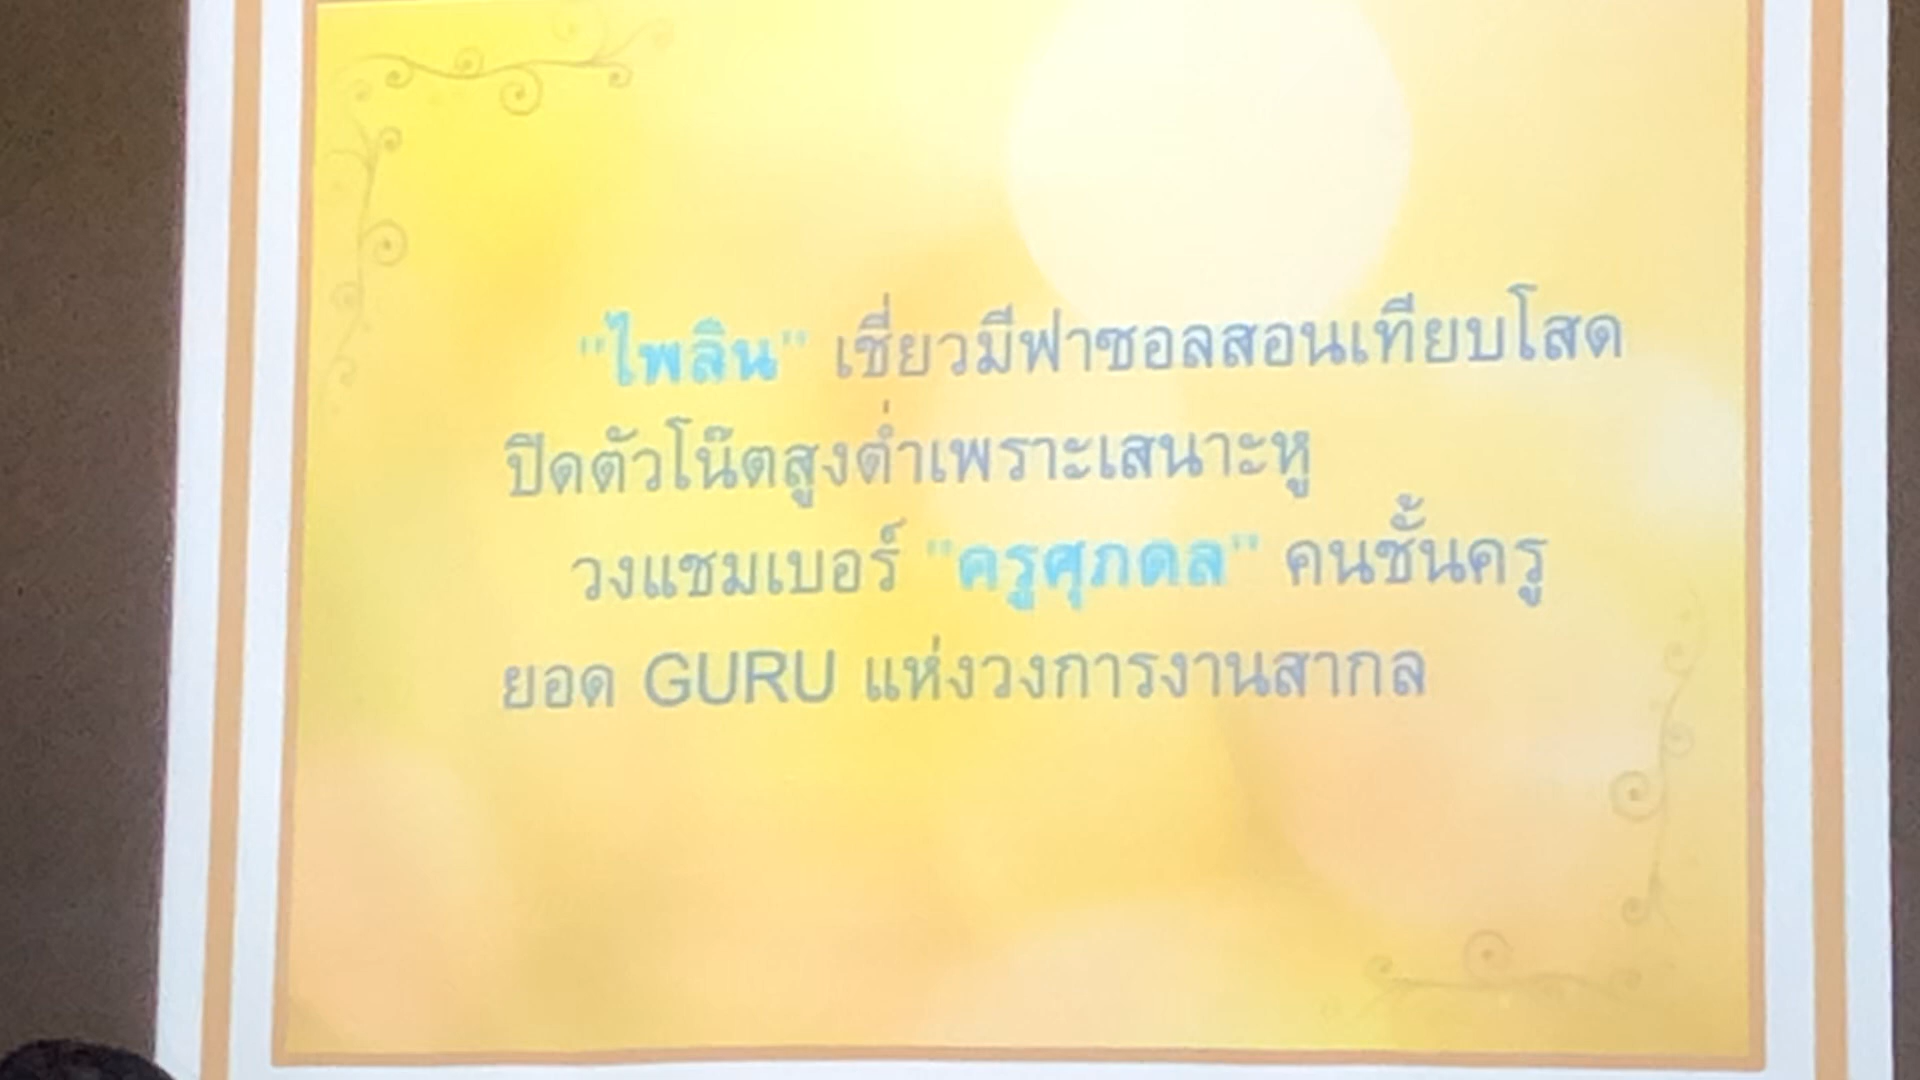 "ไพลิน" เชี่ยวมีฟาซอลสอนเทียบโสด
ปิดตัวโน๊ตสูงต่ำเพราะเสนาะหู
วงแชมเบอร์ "ครูศุภดล" คนชั้นครู
ยอด GURU แห่งวงการงานสากล